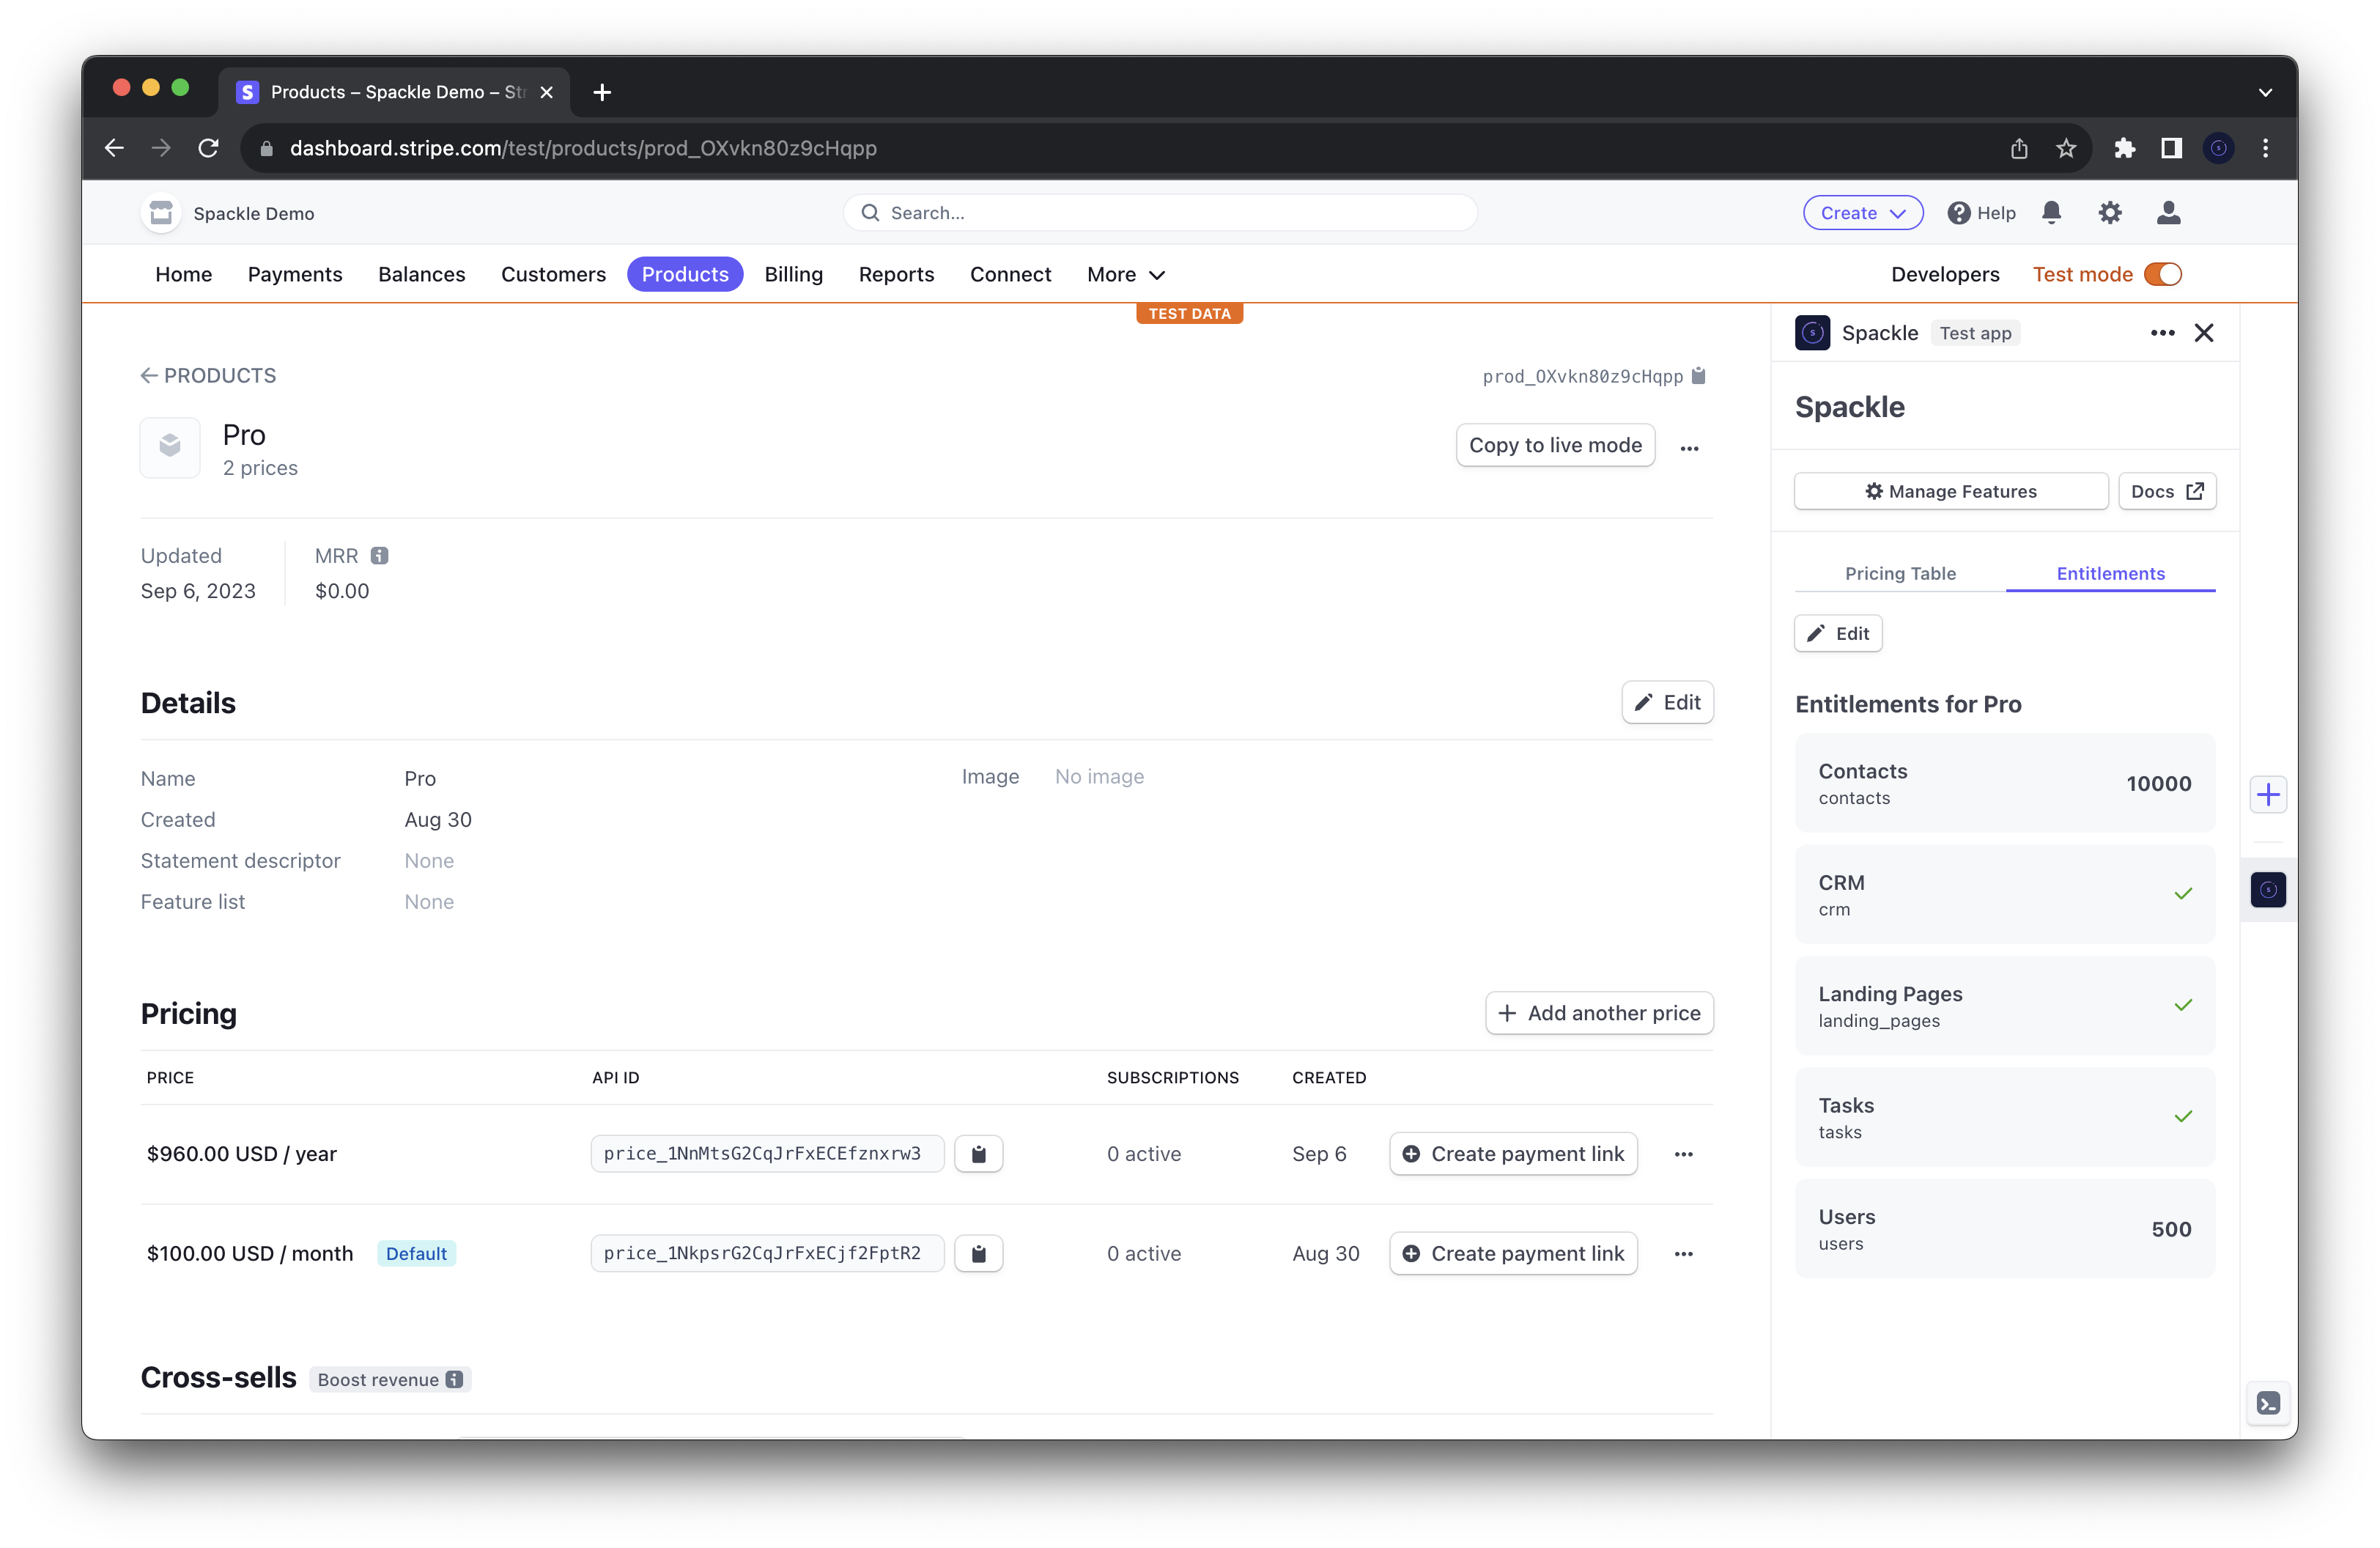 Products – Spackle Demo – St
dashboard.stripe.com/test/products/prod_OXvkn80z9cHqpp
Spackle Demo
Search...
Create
Help
Home
Payments
Balances
Customers
Products
Billing
Reports
Connect
More
Developers
Test mode
TEST DATA
PRODUCTS
prod_OXvkn80z9cHqpp
Pro
2 prices
Copy to live mode
Updated
Sep 6, 2023
MRR
$0.00
Details
Edit
Name
Pro
Image
No image
Created
Aug 30
Statement descriptor
None
Feature list
None
Pricing
Add another price
PRICE
API ID
SUBSCRIPTIONS
CREATED
$960.00 USD / year
price_1NnMtsG2CqJrFxECEfznxrw3
0 active
Sep 6
Create payment link
$100.00 USD / month
Default
price_1NkpsrG2CqJrFxECjf2FptR2
0 active
Aug 30
Create payment link
Cross-sells
Boost revenue
Spackle
Test app
Spackle
Manage Features
Docs
Pricing Table
Entitlements
Edit
Entitlements for Pro
Contacts
contacts
10000
CRM
crm
Landing Pages
landing_pages
Tasks
tasks
Users
users
500